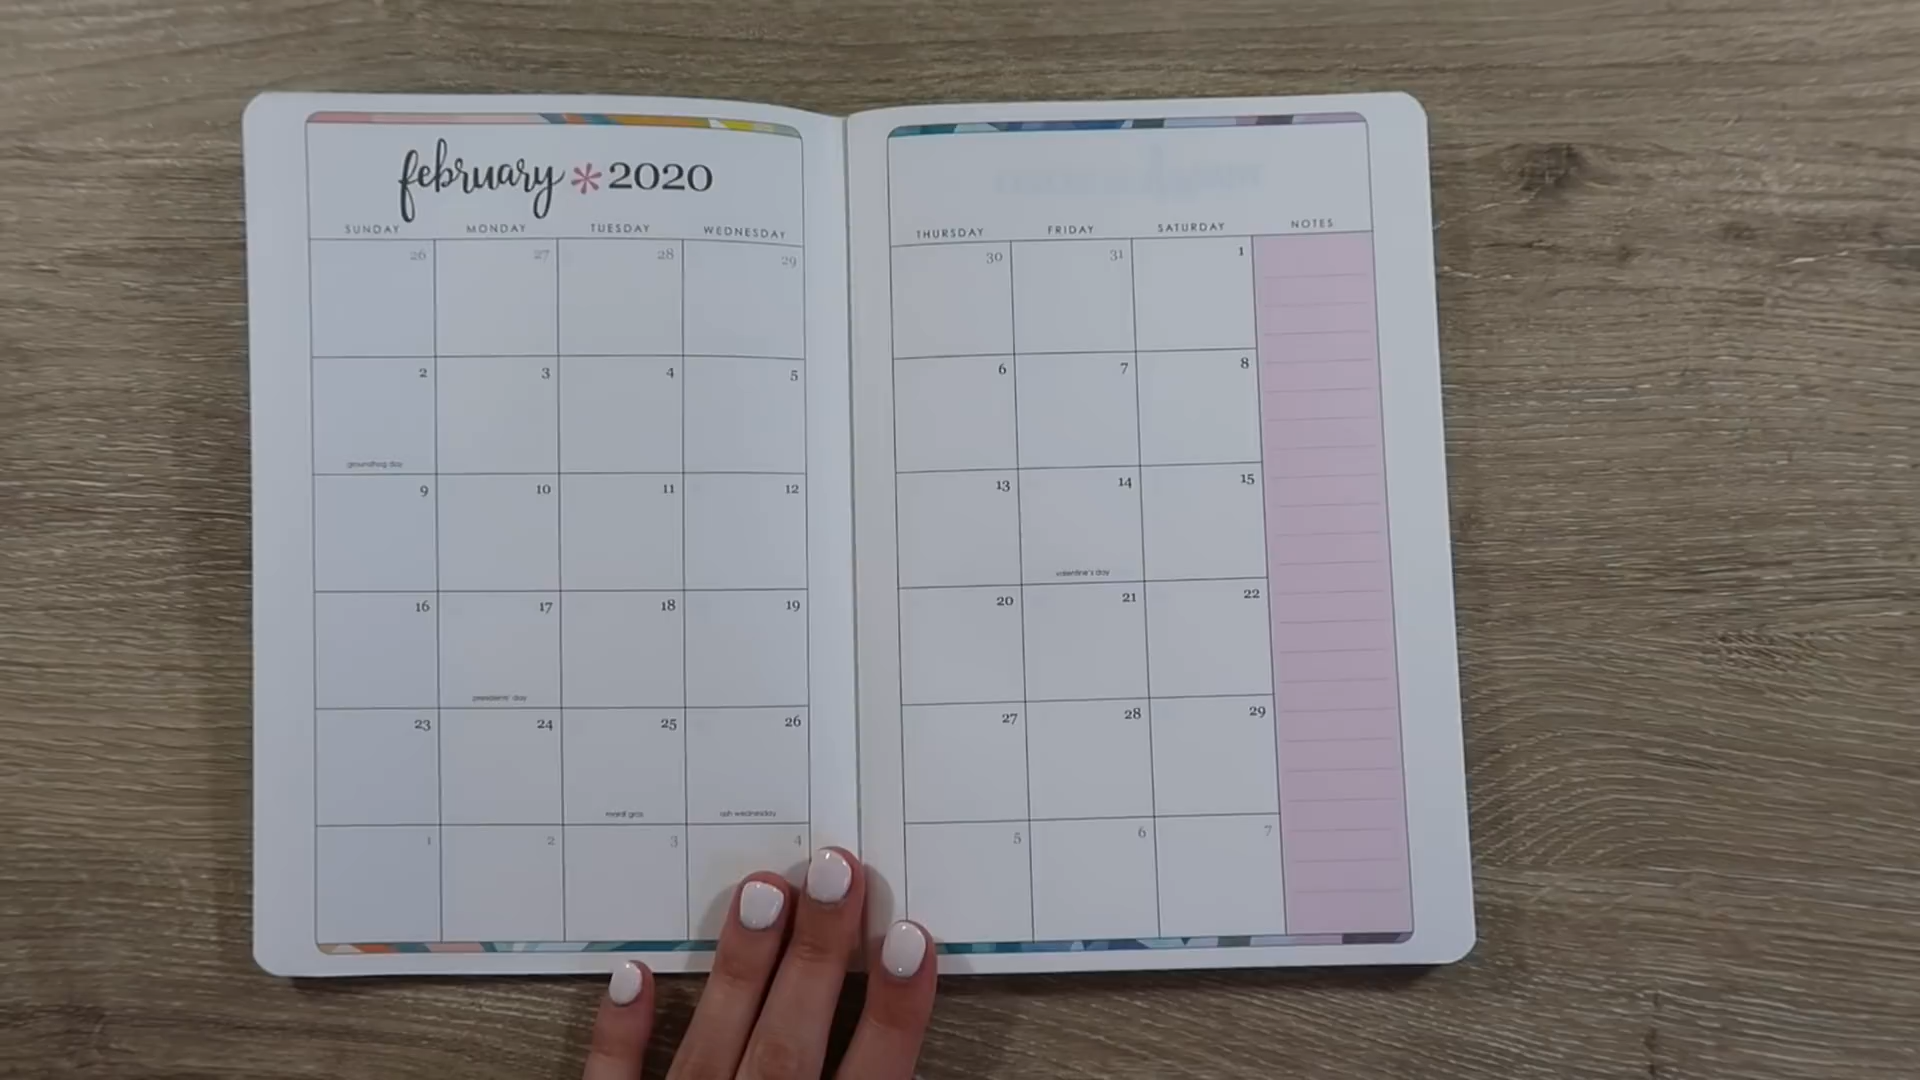 february * 2020
SUNDAY MONDAY TUESDAY WEDNESDAY THURSDAY FRIDAY SATURDAY NOTES
26 27 28 29 30 31 1
2 3 4 5 6 7 8
groundhog day
9 10 11 12 13 14 15
valentine's day
16 17 18 19 20 21 22
presidents' day
23 24 25 26 27 28 29
mardi gras ash wednesday
1 2 3 4 5 6 7